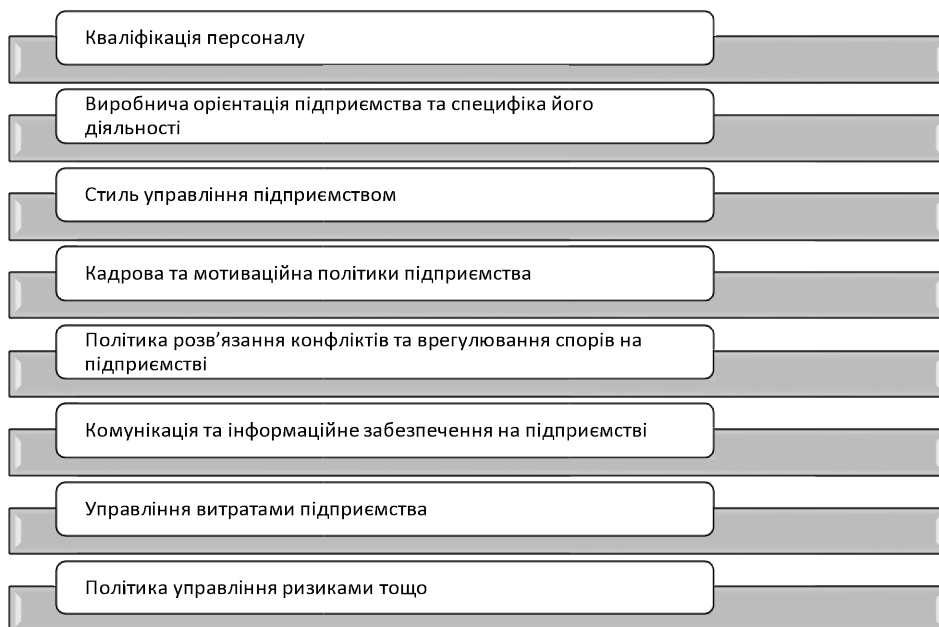 Кваліфікація персоналу
Виробнича орієнтація підприємства та специфіка його
діяльності
Стиль управління підприємством
Кадрова та мотиваційна політики підприємства
Політика розв’язання конфліктів та врегулювання спорів на
підприємстві
Комунікація та інформаційне забезпечення на підприємстві
Управління витратами підприємства
Політика управління ризиками тощо